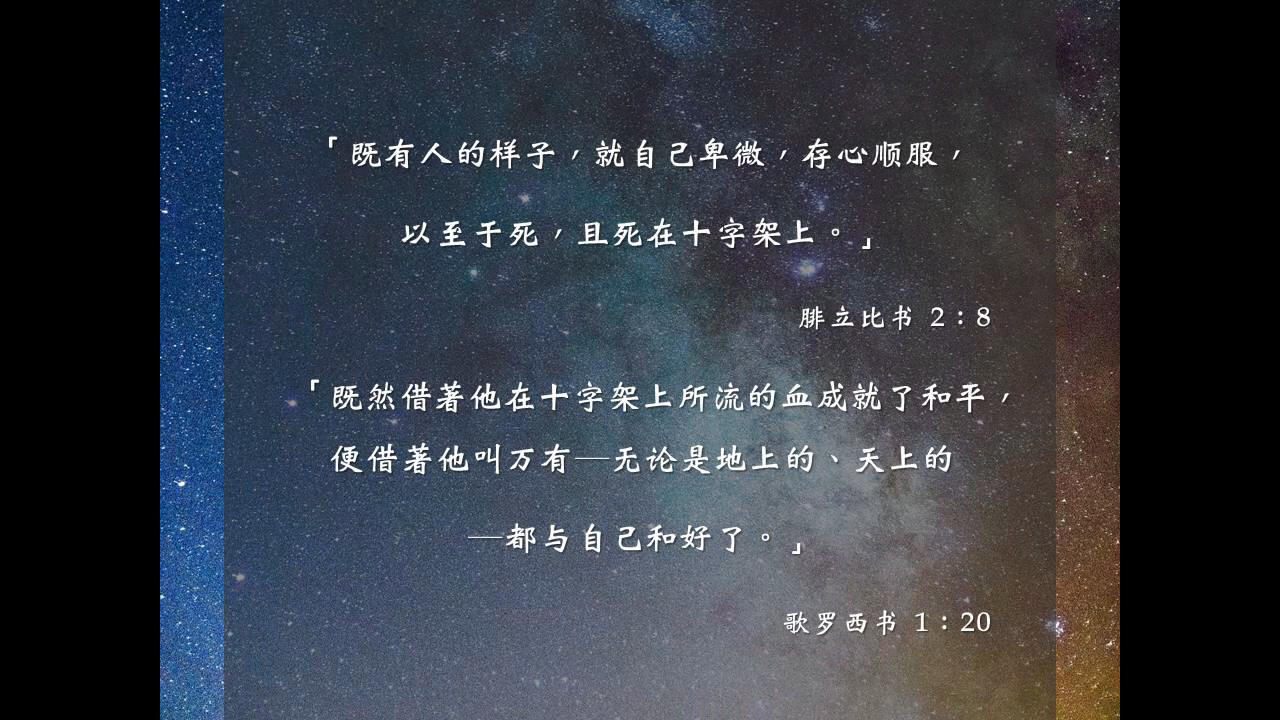 「既有人的样子，就自己卑微，存心顺服，
以至于死，且死在十字架上。」
腓立比书 2：8
「既然借著他在十字架上所流的血成就了和平，
便借著他叫万有─无论是地上的、天上的
─都与自己和好了。」
歌罗西书 1：20